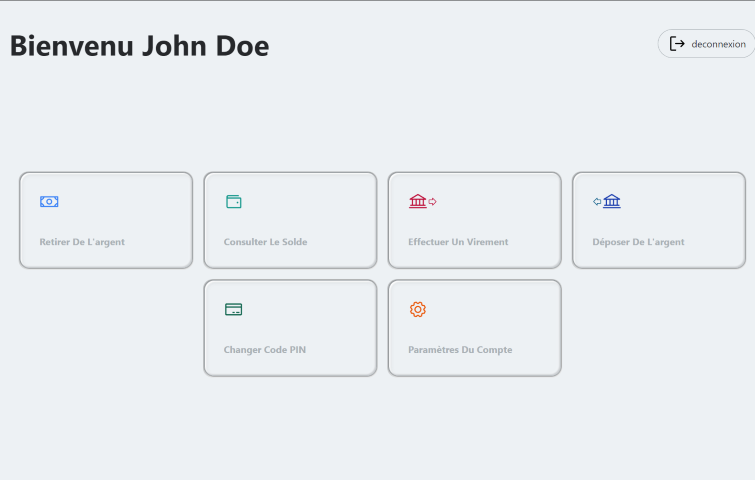 Bienvenu John Doe
deconnexion
Retirer De L'argent
Consulter Le Solde
Effectuer Un Virement
Déposer De L'argent
Changer Code PIN
Paramètres Du Compte